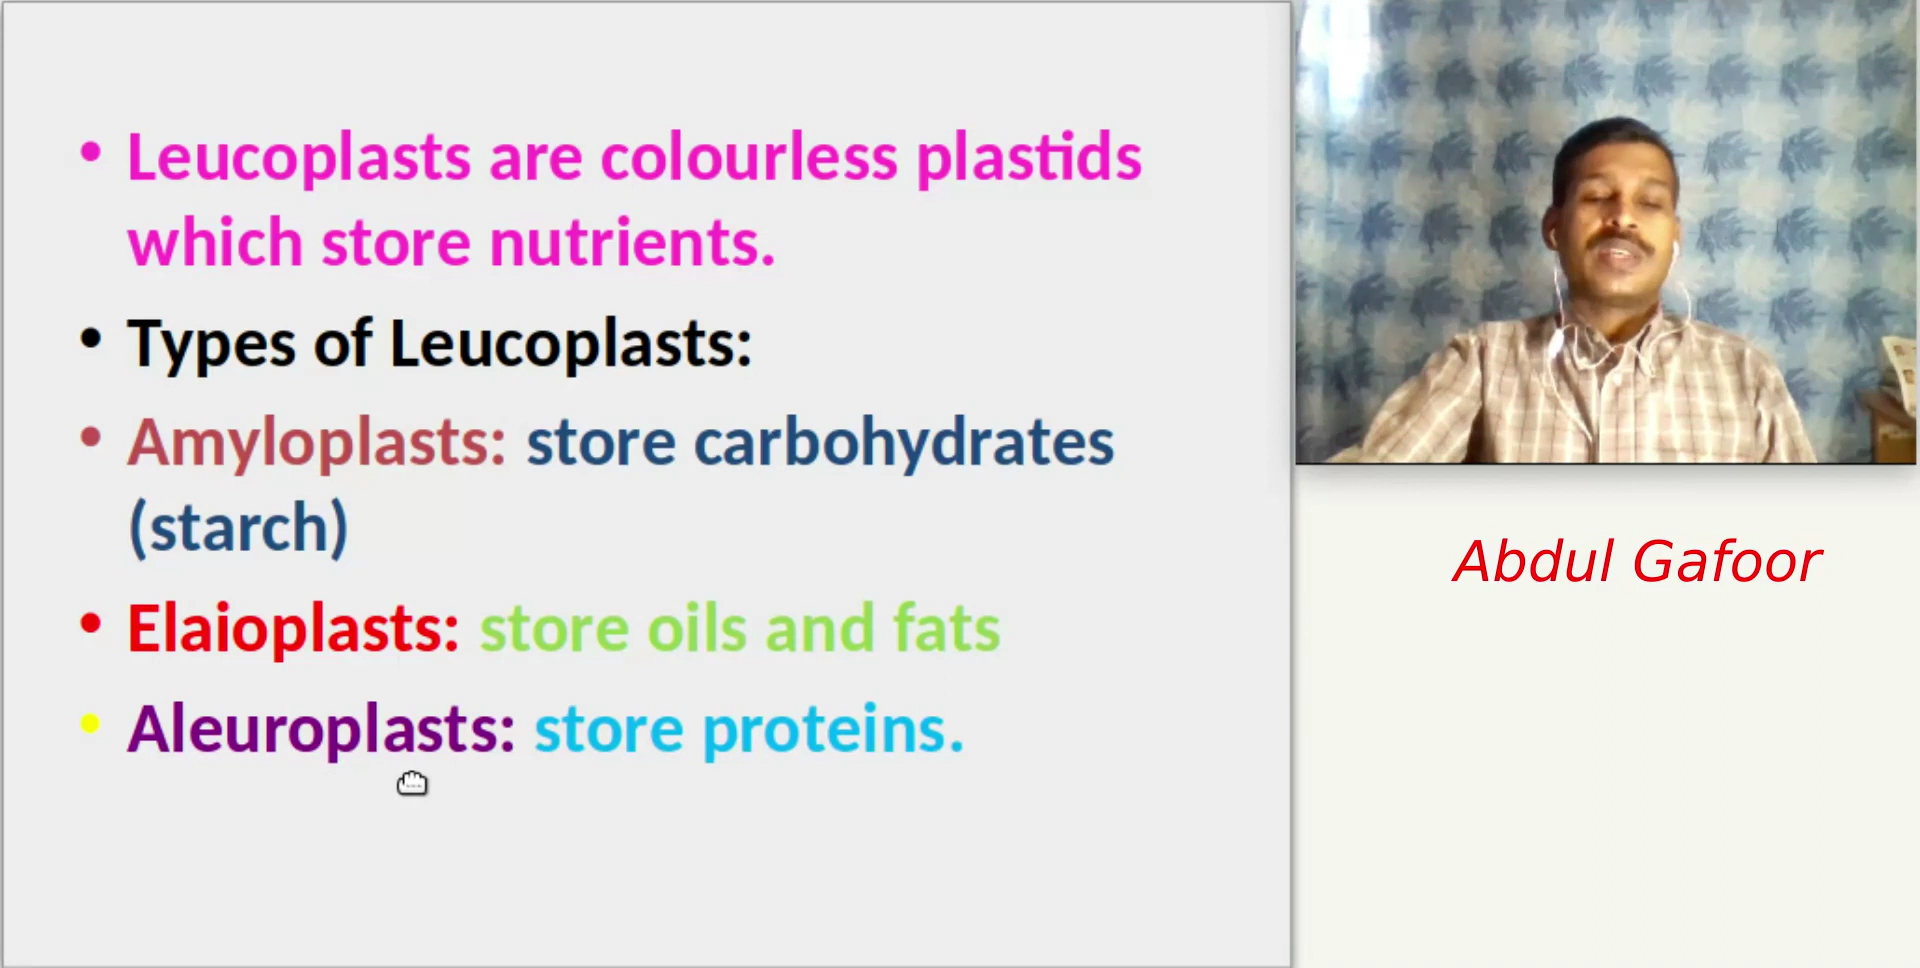 • Leucoplasts are colourless plastids
which store nutrients.
• Types of Leucoplasts:
• Amyloplasts: store carbohydrates
(starch)
• Elaioplasts: store oils and fats
• Aleuroplasts: store proteins.
Abdul Gafoor